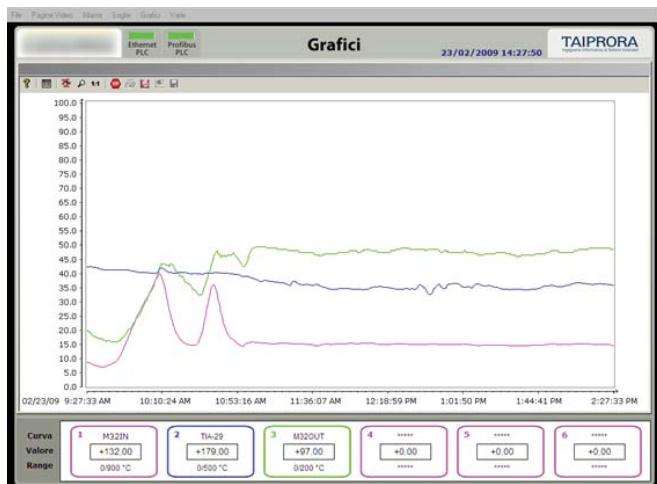 File Pagine Video Allarmi Soglie Grafici Varie
Ethernet PLC
Profibus PLC
Grafici
23/02/2009 14:27:50
TAIPRORA
100.0
95.0
90.0
85.0
80.0
75.0
70.0
65.0
60.0
55.0
50.0
45.0
40.0
35.0
30.0
25.0
20.0
15.0
10.0
5.0
0.0
02/23/09 9:27:33 AM 10:10:24 AM 10:53:16 AM 11:36:07 AM 12:18:59 PM 1:01:50 PM 1:44:41 PM 2:27:33 PM
Curva 1 M32IN 2 TIA-29 3 M32OUT 4 ***** 5 ***** 6 *****
Valore +132,00 +179,00 +97,00 +0,00 +0,00 +0,00
Range 0/900 °C 0/500 °C 0/200 °C ***** ***** *****